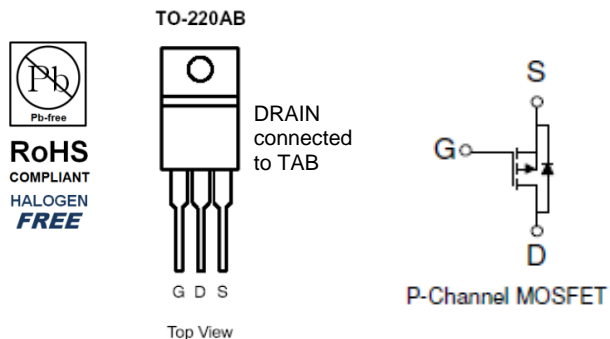 TO-220AB
Pb
Pb-free
RoHS
COMPLIANT
HALOGEN
FREE
DRAIN
connected
to TAB
G D S
Top View
S
G
D
P-Channel MOSFET